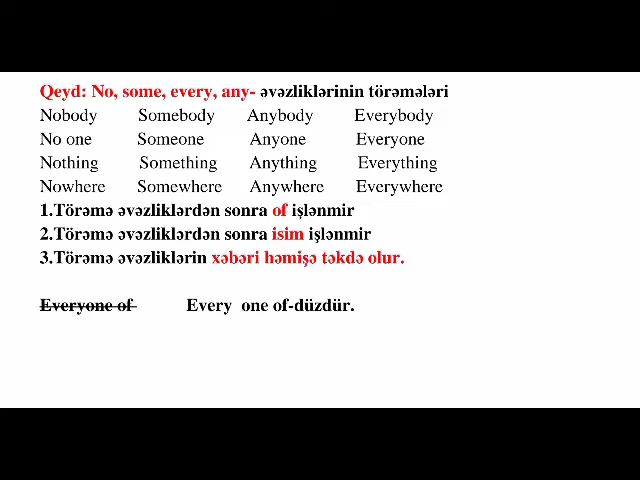 Qeyd: No, some, every, any- əvəzliklərinin törəmələri
Nobody Somebody Anybody Everybody
No one Someone Anyone Everyone
Nothing Something Anything Everything
Nowhere Somewhere Anywhere Everywhere
1.Törəmə əvəzliklərdən sonra of işlənmir
2.Törəmə əvəzliklərdən sonra isim işlənmir
3.Törəmə əvəzliklərin xəbəri həmişə təkdə olur.
Everyone of Every one of-düzdür.